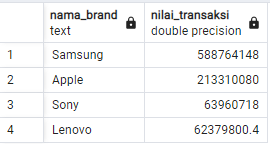 nama_brand nilai_transaksi
text double precision
1 Samsung 588764148
2 Apple 213310080
3 Sony 63960718
4 Lenovo 62379800.4